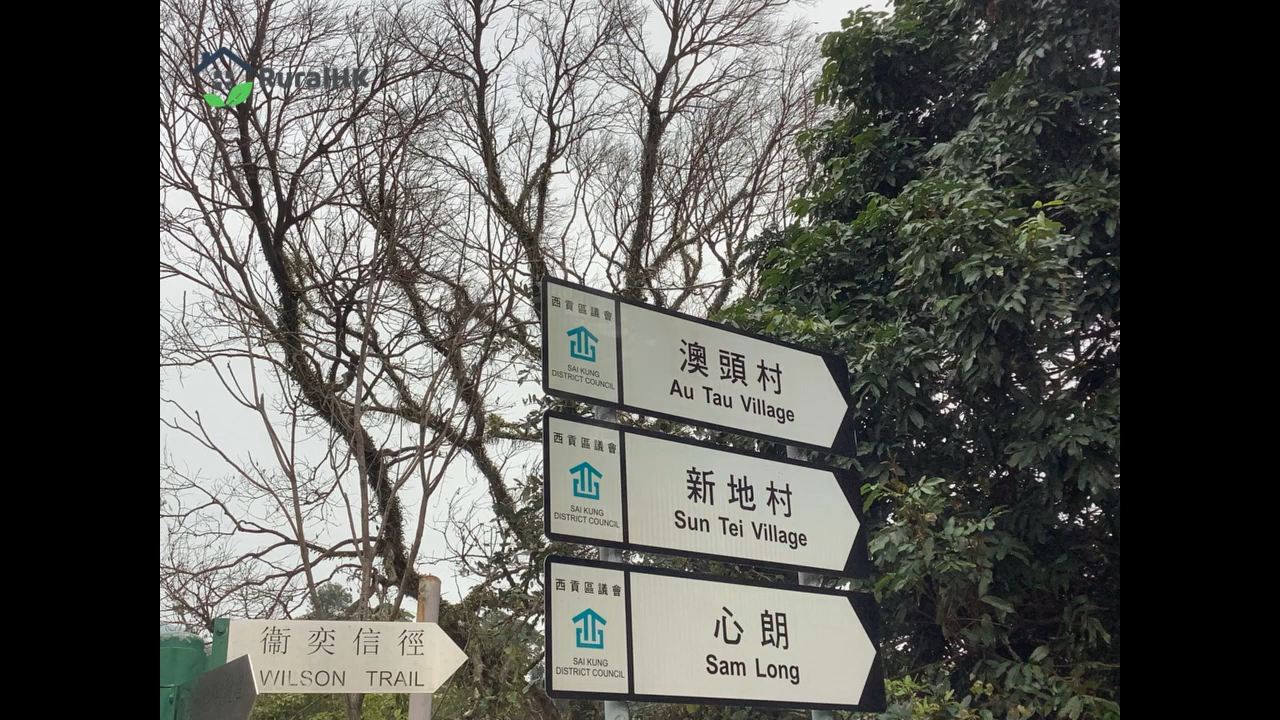 RuralHK
西貢區議會
SAI KUNG
DISTRICT COUNCIL
澳頭村
Au Tau Village
西貢區議會
SAI KUNG
DISTRICT COUNCIL
新地村
Sun Tei Village
西貢區議會
SAI KUNG
DISTRICT COUNCIL
心朗
Sam Long
衞奕信徑
WILSON TRAIL